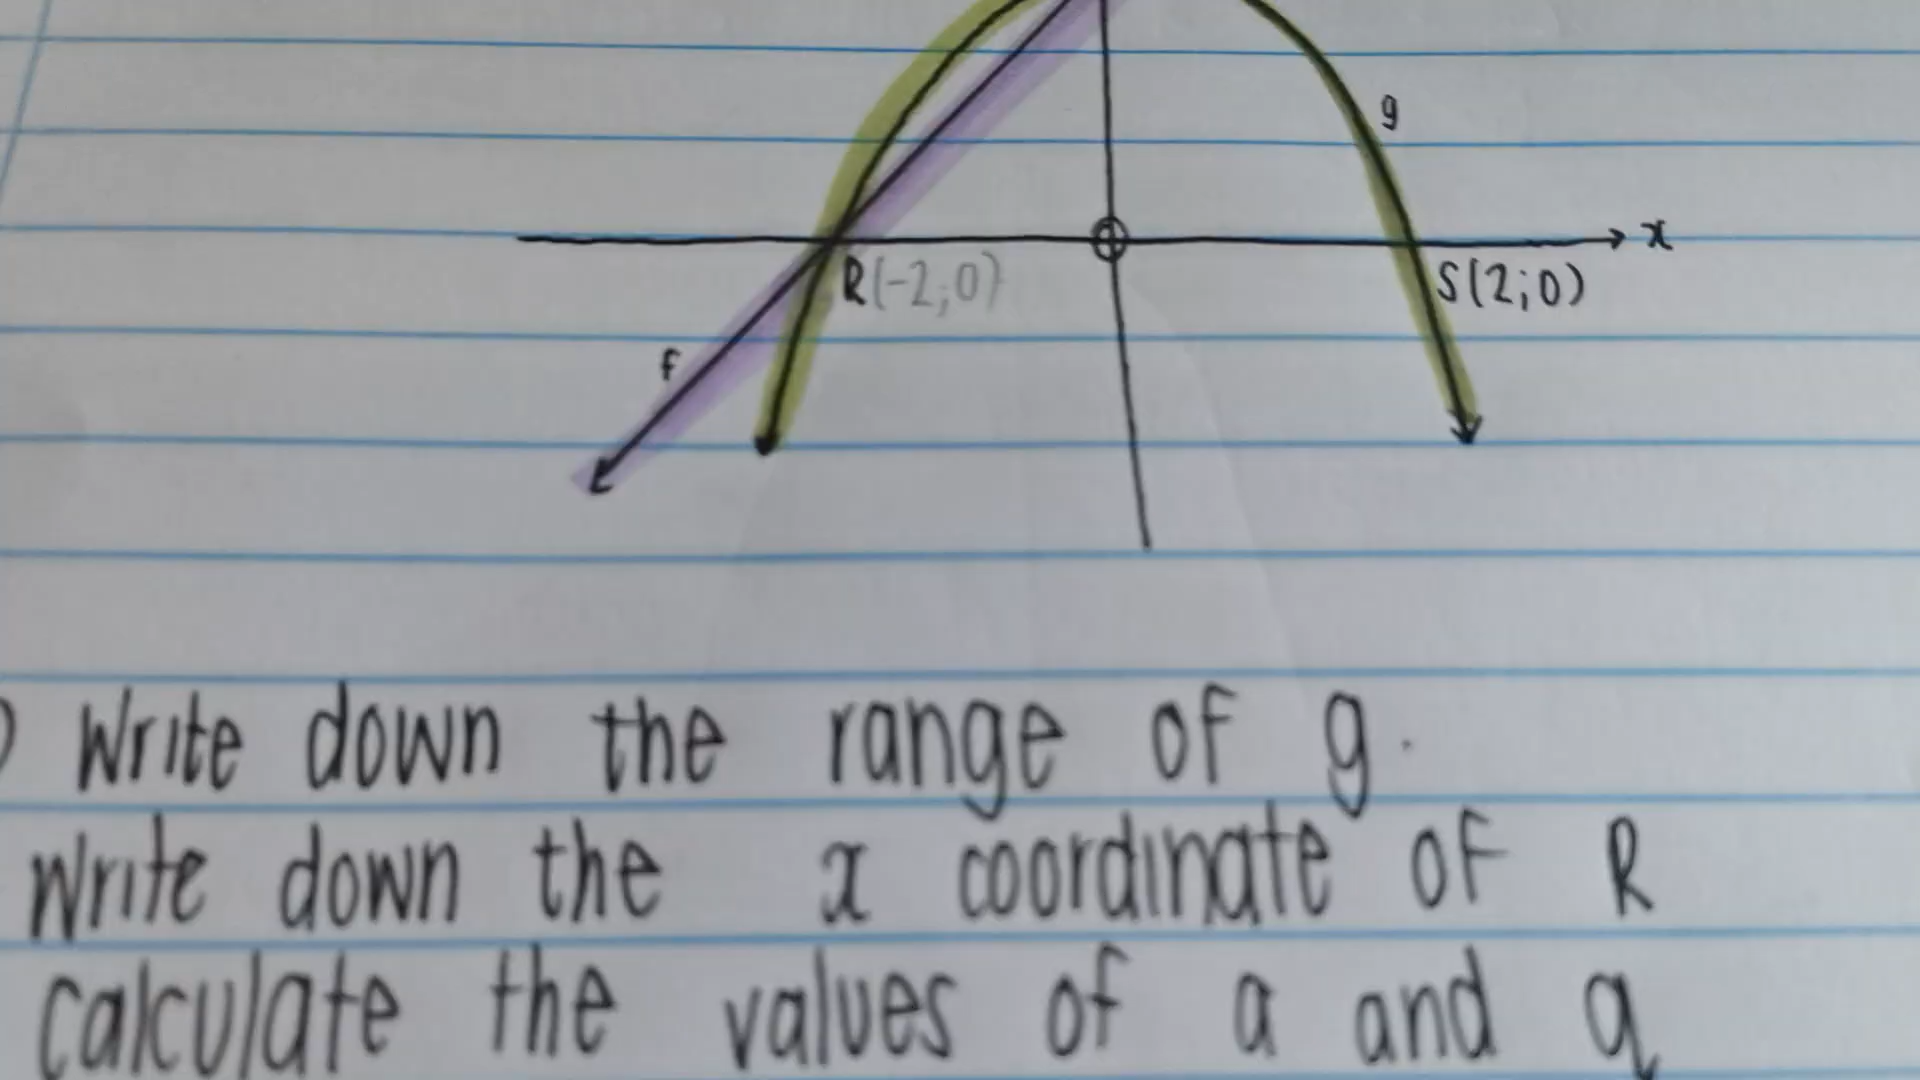 g
x
R(-2;0)
S(2;0)
f
) Write down the range of g.
Write down the x coordinate of R
calculate the values of a and q